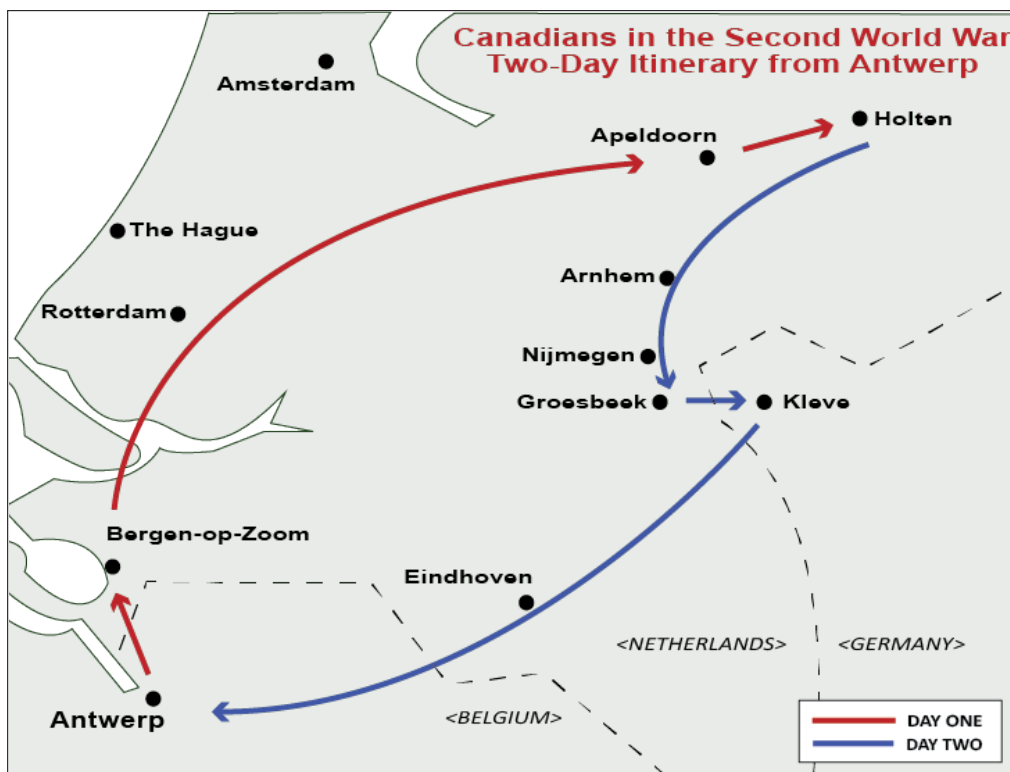 Canadians in the Second World War
Two-Day Itinerary from Antwerp
Amsterdam
Holten
Apeldoorn
The Hague
Arnhem
Rotterdam
Nijmegen
Groesbeek
Kleve
Bergen-op-Zoom
Eindhoven
<NETHERLANDS>
<GERMANY>
Antwerp
<BELGIUM>
DAY ONE
DAY TWO